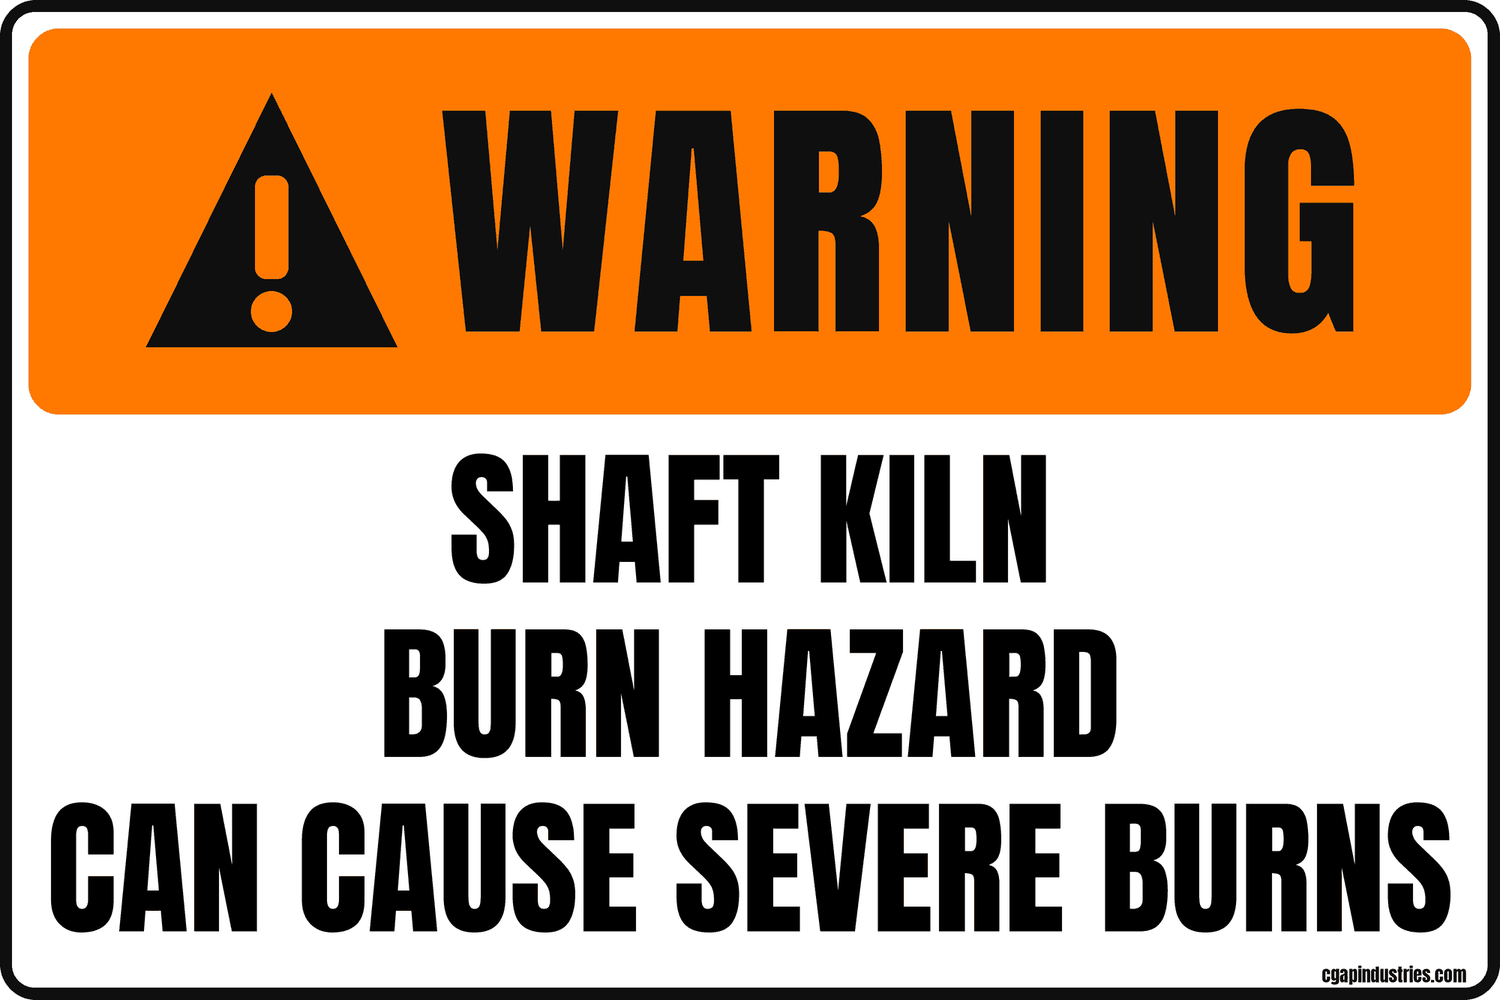 WARNING
SHAFT KILN
BURN HAZARD
CAN CAUSE SEVERE BURNS
cgapindustries.com